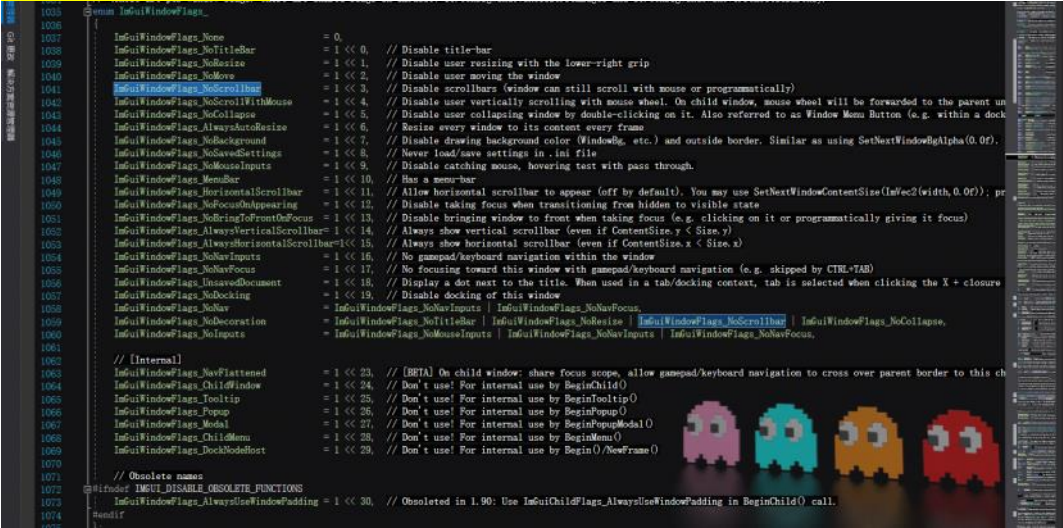 1035 enum ImGuiWindowFlags_
1036 {
1037 ImGuiWindowFlags_None = 0,
1038 ImGuiWindowFlags_NoTitleBar = 1 << 0, // Disable title-bar
1039 ImGuiWindowFlags_NoResize = 1 << 1, // Disable user resizing with the lower-right grip
1040 ImGuiWindowFlags_NoMove = 1 << 2, // Disable user moving the window
1041 ImGuiWindowFlags_NoScrollbar = 1 << 3, // Disable scrollbars (window can still scroll with mouse or programmatically)
1042 ImGuiWindowFlags_NoScrollWithMouse = 1 << 4, // Disable user vertically scrolling with mouse wheel. On child window, mouse wheel will be forwarded to the parent un
1043 ImGuiWindowFlags_NoCollapse = 1 << 5, // Disable user collapsing window by double-clicking on it. Also referred to as Window Menu Button (e.g. within a dock
1044 ImGuiWindowFlags_AlwaysAutoResize = 1 << 6, // Resize every window to its content every frame
1045 ImGuiWindowFlags_NoBackground = 1 << 7, // Disable drawing background color (WindowBg, etc.) and outside border. Similar as using SetNextWindowBgAlpha(0.0f).
1046 ImGuiWindowFlags_NoSavedSettings = 1 << 8, // Never load/save settings in .ini file
1047 ImGuiWindowFlags_NoMouseInputs = 1 << 9, // Disable catching mouse, hovering test with pass through.
1048 ImGuiWindowFlags_MenuBar = 1 << 10, // Has a menu-bar
1049 ImGuiWindowFlags_HorizontalScrollbar = 1 << 11, // Allow horizontal scrollbar to appear (off by default). You may use SetNextWindowContentSize(ImVec2(width,0.0f)); pr
1050 ImGuiWindowFlags_NoFocusOnAppearing = 1 << 12, // Disable taking focus when transitioning from hidden to visible state
1051 ImGuiWindowFlags_NoBringToFrontOnFocus = 1 << 13, // Disable bringing window to front when taking focus (e.g. clicking on it or programmatically giving it focus)
1052 ImGuiWindowFlags_AlwaysVerticalScrollbar= 1 << 14, // Always show vertical scrollbar (even if ContentSize.y < Size.y)
1053 ImGuiWindowFlags_AlwaysHorizontalScrollbar=1<< 15, // Always show horizontal scrollbar (even if ContentSize.x < Size.x)
1054 ImGuiWindowFlags_NoNavInputs = 1 << 16, // No gamepad/keyboard navigation within the window
1055 ImGuiWindowFlags_NoNavFocus = 1 << 17, // No focusing toward this window with gamepad/keyboard navigation (e.g. skipped by CTRL+TAB)
1056 ImGuiWindowFlags_UnsavedDocument = 1 << 18, // Display a dot next to the title. When used in a tab/docking context, tab is selected when clicking the X + closure
1057 ImGuiWindowFlags_NoDocking = 1 << 19, // Disable docking of this window
1058 ImGuiWindowFlags_NoNav = ImGuiWindowFlags_NoNavInputs | ImGuiWindowFlags_NoNavFocus,
1059 ImGuiWindowFlags_NoDecoration = ImGuiWindowFlags_NoTitleBar | ImGuiWindowFlags_NoResize | ImGuiWindowFlags_NoScrollbar | ImGuiWindowFlags_NoCollapse,
1060 ImGuiWindowFlags_NoInputs = ImGuiWindowFlags_NoMouseInputs | ImGuiWindowFlags_NoNavInputs | ImGuiWindowFlags_NoNavFocus,
1061
1062 // [Internal]
1063 ImGuiWindowFlags_NavFlattened = 1 << 23, // [BETA] On child window: share focus scope, allow gamepad/keyboard navigation to cross over parent border to this ch
1064 ImGuiWindowFlags_ChildWindow = 1 << 24, // Don't use! For internal use by BeginChild()
1065 ImGuiWindowFlags_Tooltip = 1 << 25, // Don't use! For internal use by BeginTooltip()
1066 ImGuiWindowFlags_Popup = 1 << 26, // Don't use! For internal use by BeginPopup()
1067 ImGuiWindowFlags_Modal = 1 << 27, // Don't use! For internal use by BeginPopupModal()
1068 ImGuiWindowFlags_ChildMenu = 1 << 28, // Don't use! For internal use by BeginMenu()
1069 ImGuiWindowFlags_DockNodeHost = 1 << 29, // Don't use! For internal use by Begin()/NewFrame()
1070
1071 // Obsolete names
1072 #ifndef IMGUI_DISABLE_OBSOLETE_FUNCTIONS
1073 ImGuiWindowFlags_AlwaysUseWindowPadding = 1 << 30, // Obsoleted in 1.90: Use ImGuiChildFlags_AlwaysUseWindowPadding in BeginChild() call.
1074 #endif